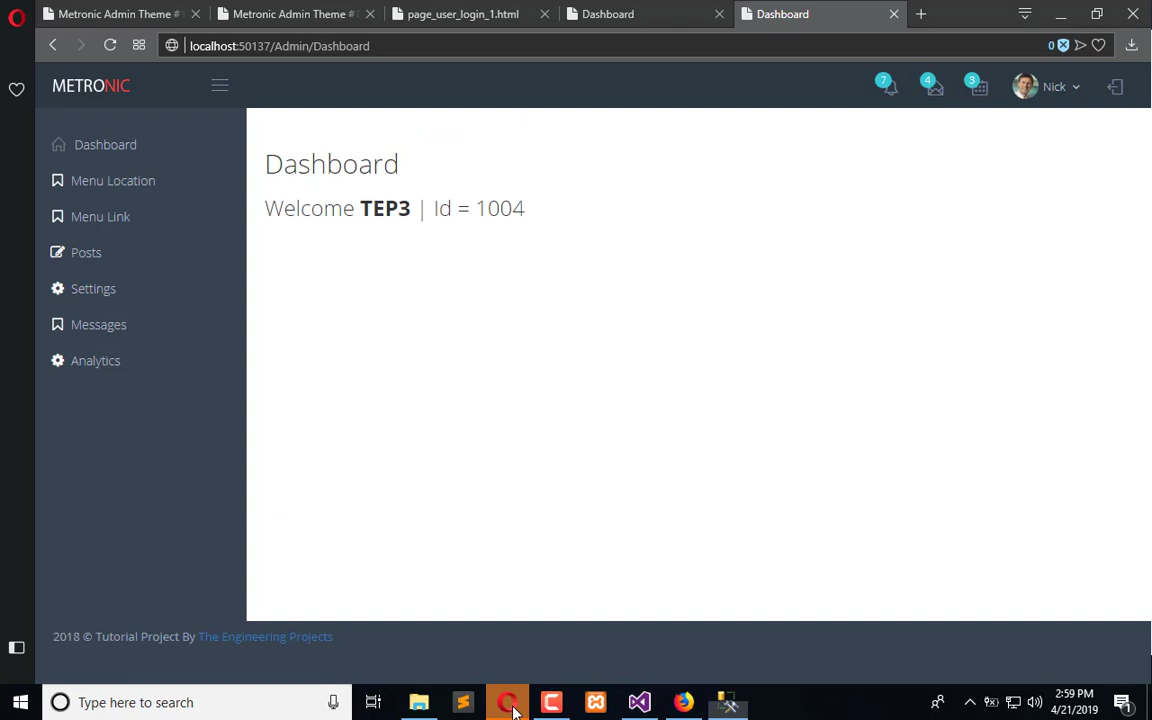 Metronic Admin Theme #
Metronic Admin Theme #
page_user_login_1.html
Dashboard
Dashboard
localhost:50137/Admin/Dashboard
0
METRONIC
7
4
3
Nick
Dashboard
Menu Location
Menu Link
Posts
Settings
Messages
Analytics
Dashboard
Welcome TEP3 | Id = 1004
2018 © Tutorial Project By The Engineering Projects
Type here to search
2:59 PM
4/21/2019
1